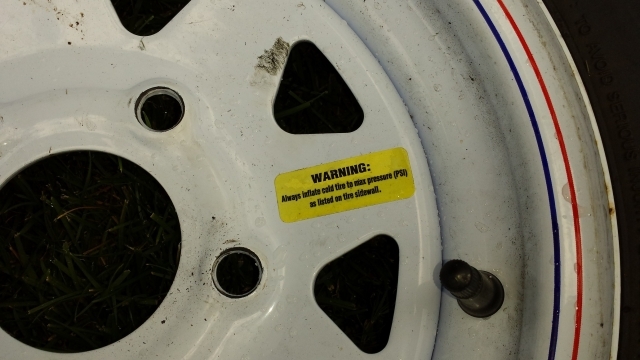 WARNING:
Always inflate cold tire to max pressure (PSI)
as listed on tire sidewall.